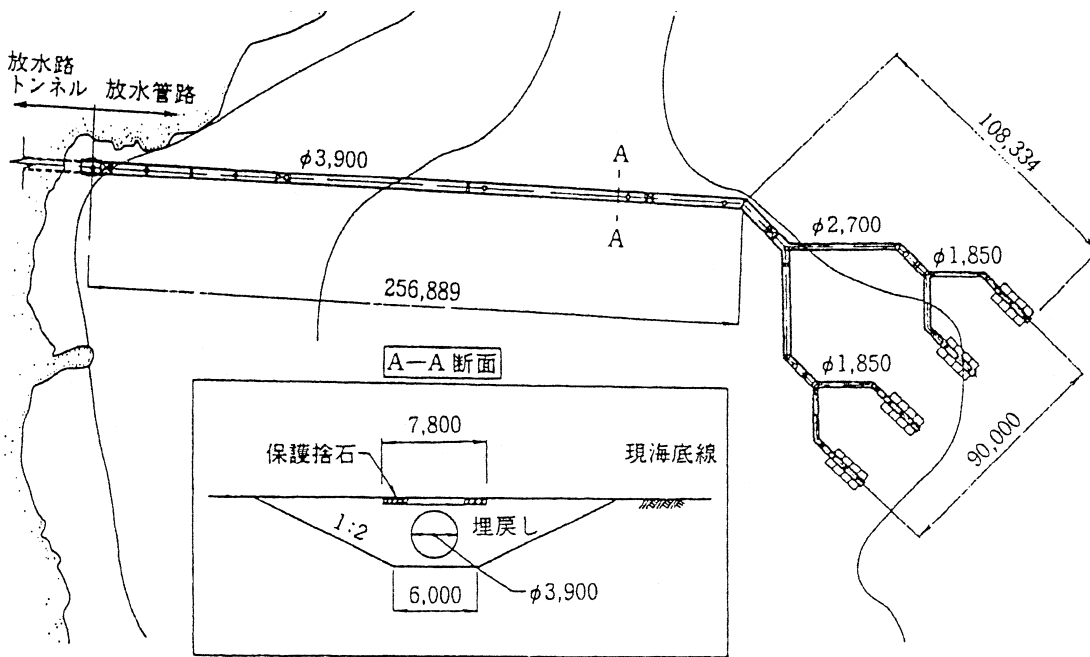 放水路
トンネル
放水管路
φ3,900
A
A
108,334
φ2,700
φ1,850
256,889
φ1,850
90,000
A－A 断面
7,800
保護捨石
現海底線
1:2
埋戻し
6,000
φ3,900